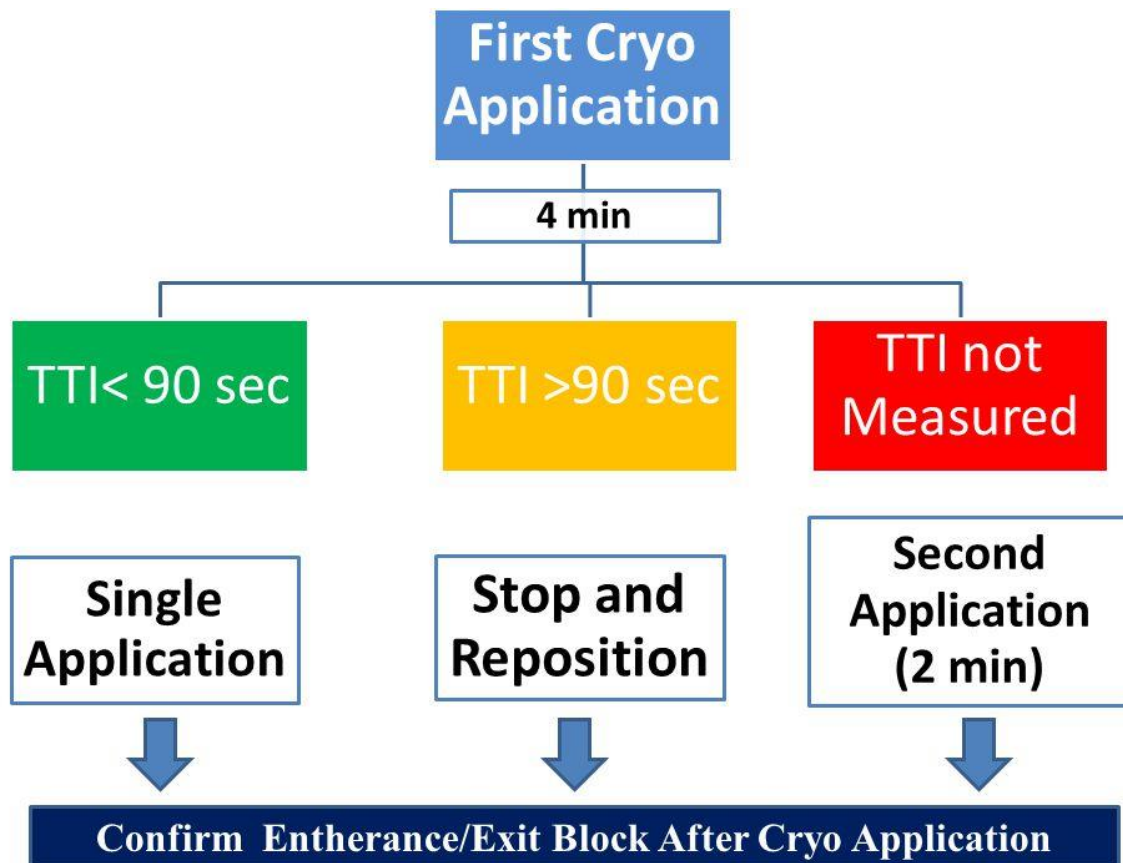 First Cryo
Application
4 min
TTI< 90 sec
TTI >90 sec
TTI not
Measured
Single
Application
Stop and
Reposition
Second
Application
(2 min)
Confirm Entherance/Exit Block After Cryo Application